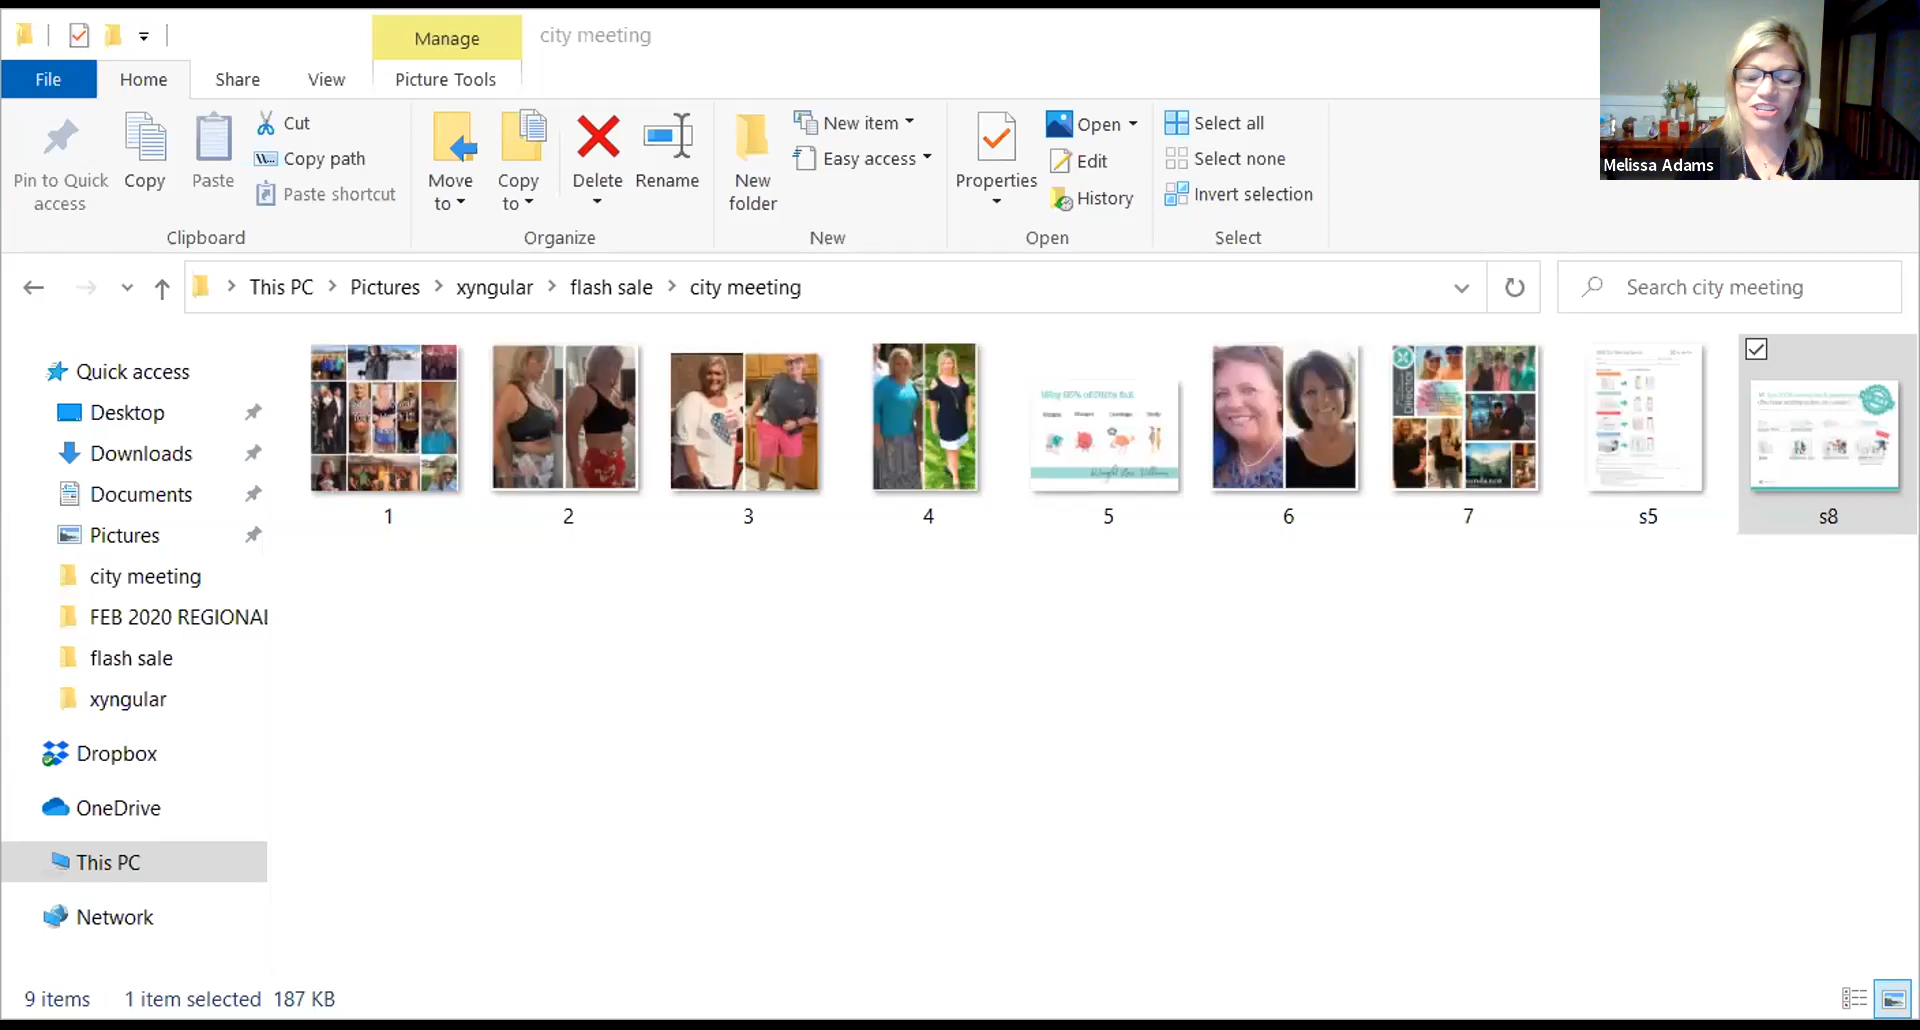 Manage
city meeting
File
Home
Share
View
Picture Tools
Pin to Quick access
Copy
Paste
Cut
Copy path
Paste shortcut
Clipboard
Move to
Copy to
Delete
Rename
Organize
New folder
New item
Easy access
New
Properties
Open
Edit
History
Open
Select all
Select none
Invert selection
Select
Melissa Adams
This PC > Pictures > xyngular > flash sale > city meeting
Search city meeting
Quick access
Desktop
Downloads
Documents
Pictures
city meeting
FEB 2020 REGIONAL
flash sale
xyngular
Dropbox
OneDrive
This PC
Network
1
2
3
4
5
6
7
s5
s8
9 items
1 item selected 187 KB